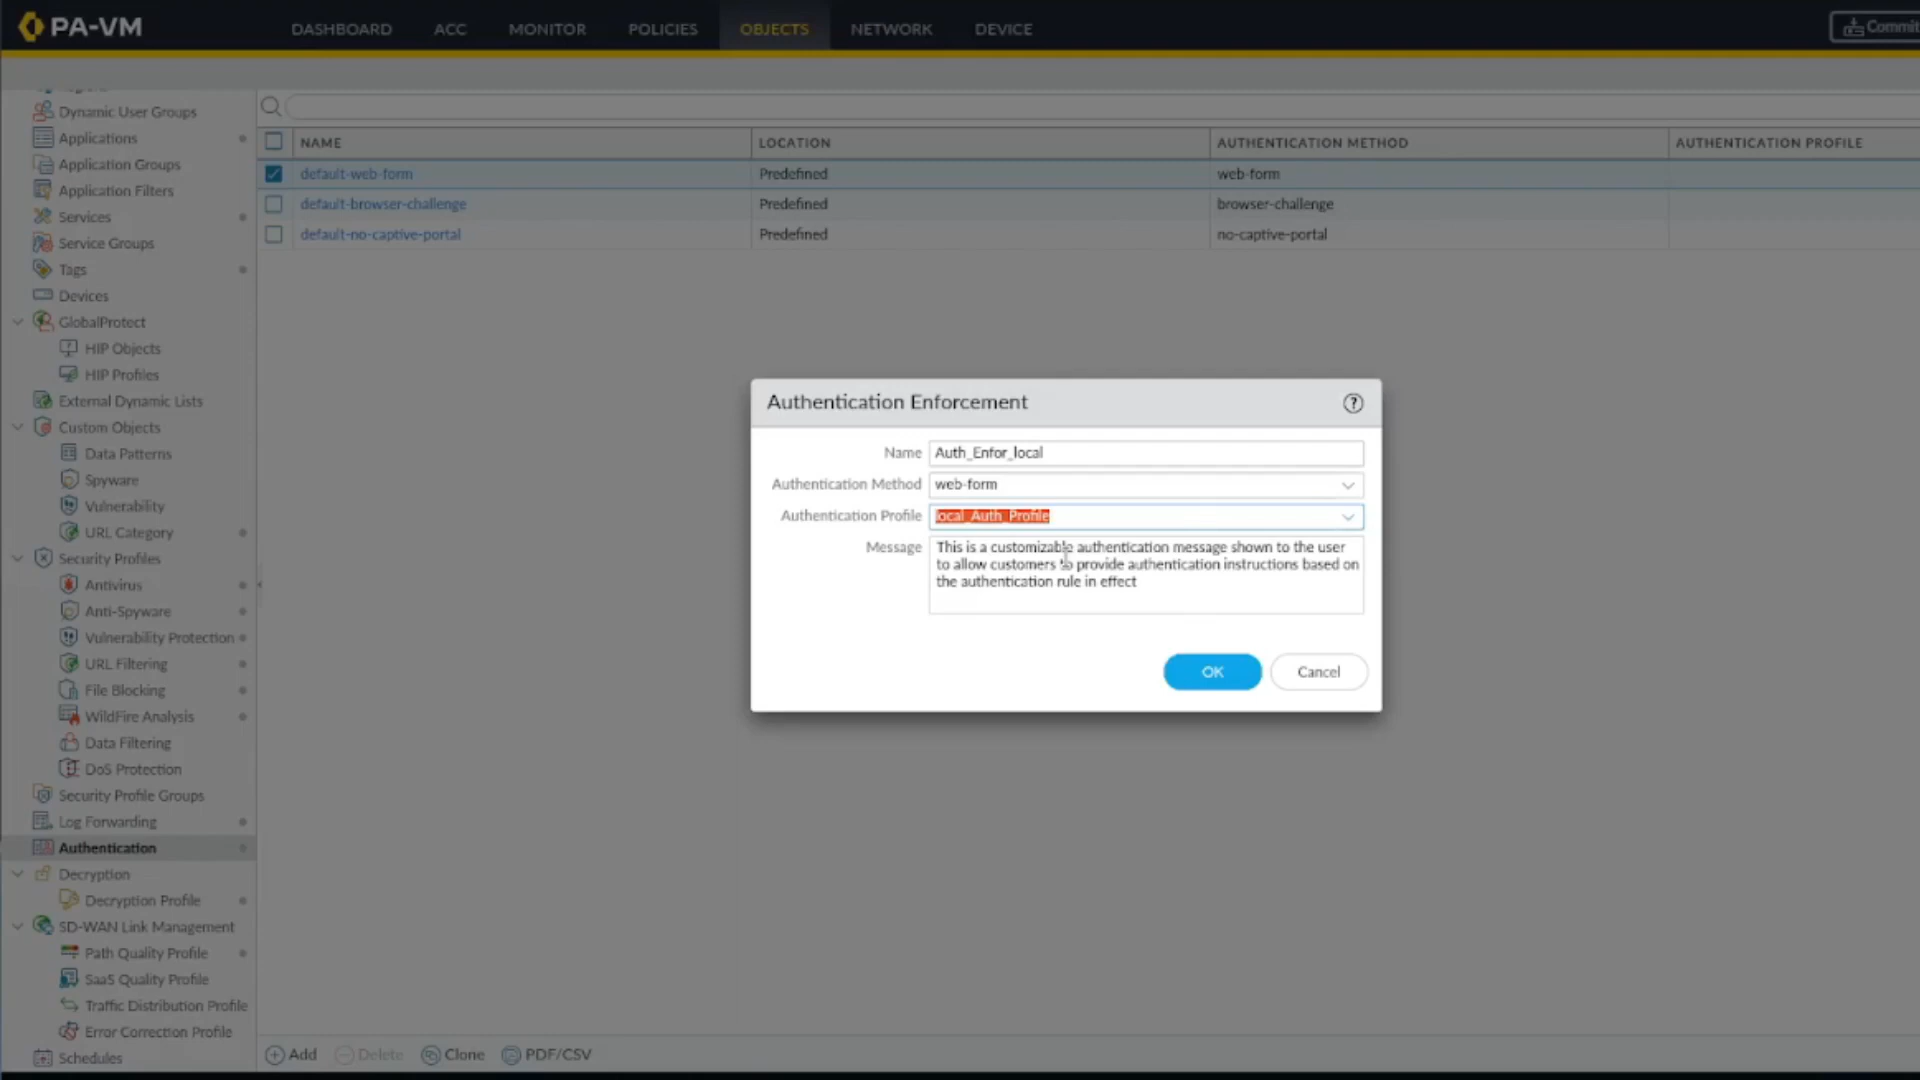 PA-VM
DASHBOARD ACC MONITOR POLICIES OBJECTS NETWORK DEVICE
Commit
Dynamic User Groups
Applications
Application Groups
Application Filters
Services
Service Groups
Tags
Devices
GlobalProtect
HIP Objects
HIP Profiles
External Dynamic Lists
Custom Objects
Data Patterns
Spyware
Vulnerability
URL Category
Security Profiles
Antivirus
Anti-Spyware
Vulnerability Protection
URL Filtering
File Blocking
WildFire Analysis
Data Filtering
DoS Protection
Security Profile Groups
Log Forwarding
Authentication
Decryption
Decryption Profile
SD-WAN Link Management
Path Quality Profile
SaaS Quality Profile
Traffic Distribution Profile
Error Correction Profile
Schedules
NAME LOCATION AUTHENTICATION METHOD AUTHENTICATION PROFILE
default-web-form Predefined web-form
default-browser-challenge Predefined browser-challenge
default-no-captive-portal Predefined no-captive-portal
Authentication Enforcement
Name Auth_Enfor_local
Authentication Method web-form
Authentication Profile local_Auth_Profile
Message This is a customizable authentication message shown to the user
to allow customers to provide authentication instructions based on
the authentication rule in effect
OK Cancel
Add Delete Clone PDF/CSV